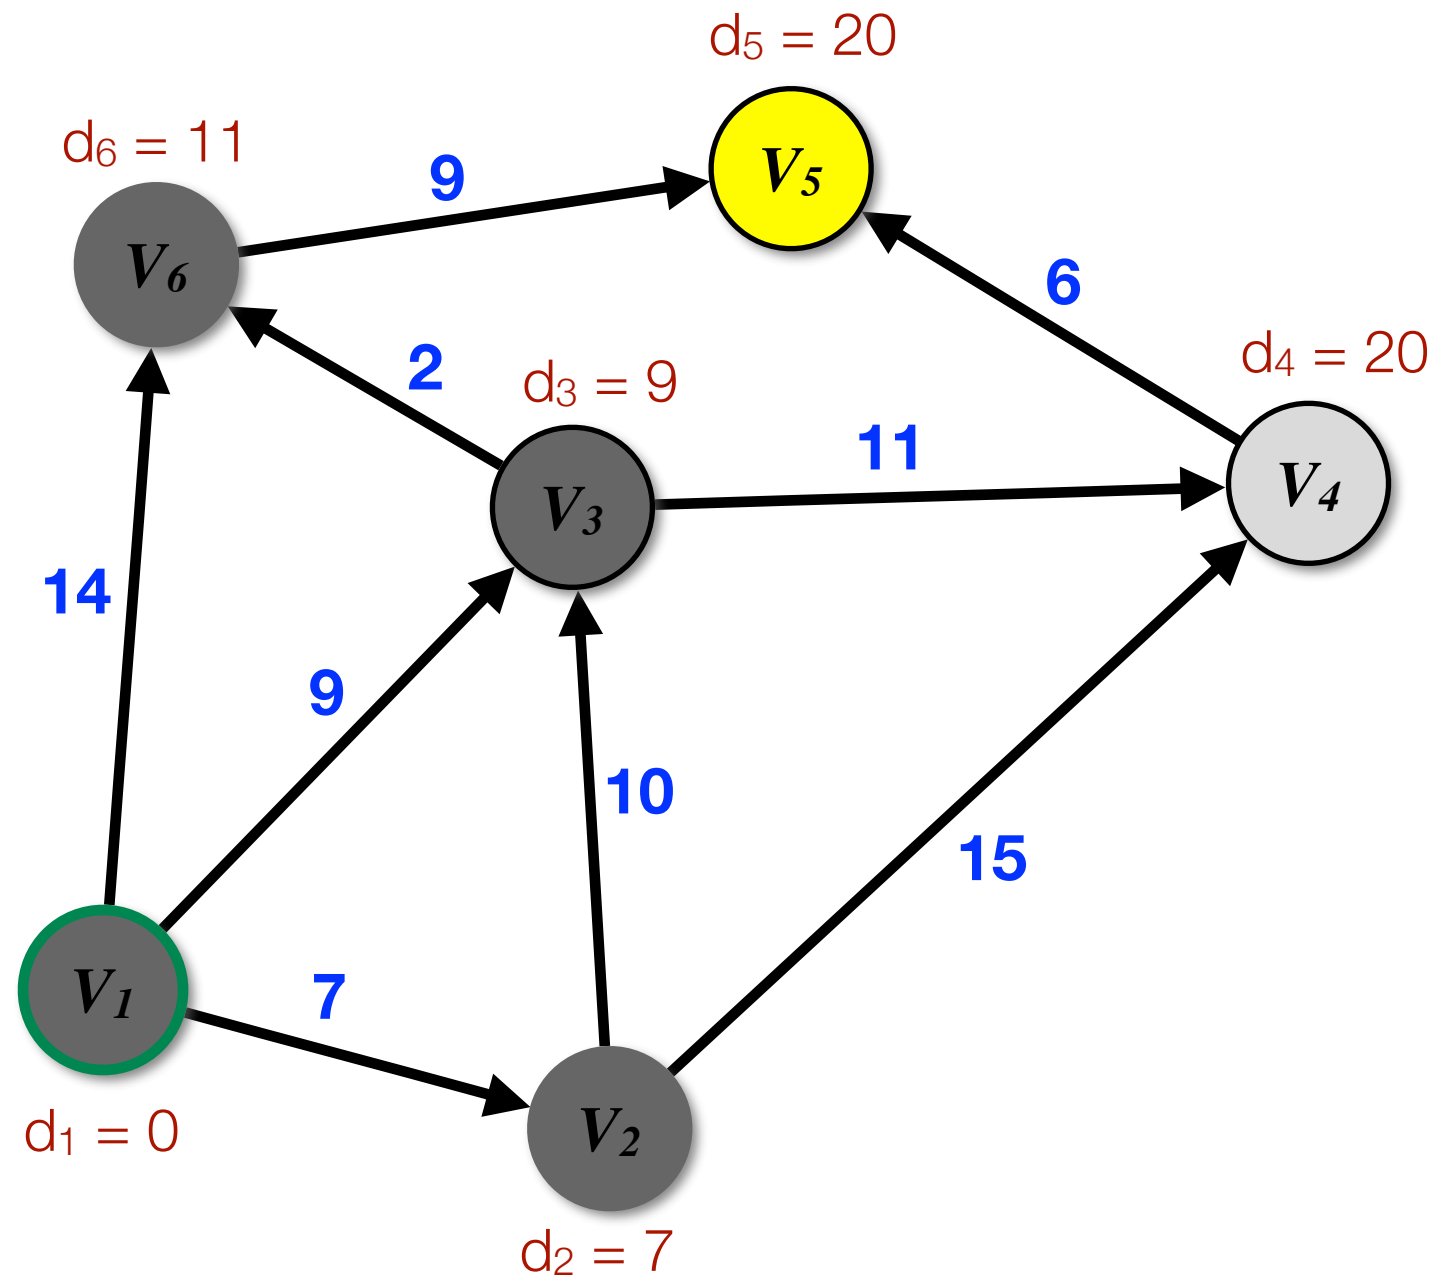 d₅ = 20
d₆ = 11
V₅
9
V₆
6
d₄ = 20
2
d₃ = 9
11
V₄
V₃
14
9
10
15
V₁
7
d₁ = 0
V₂
d₂ = 7